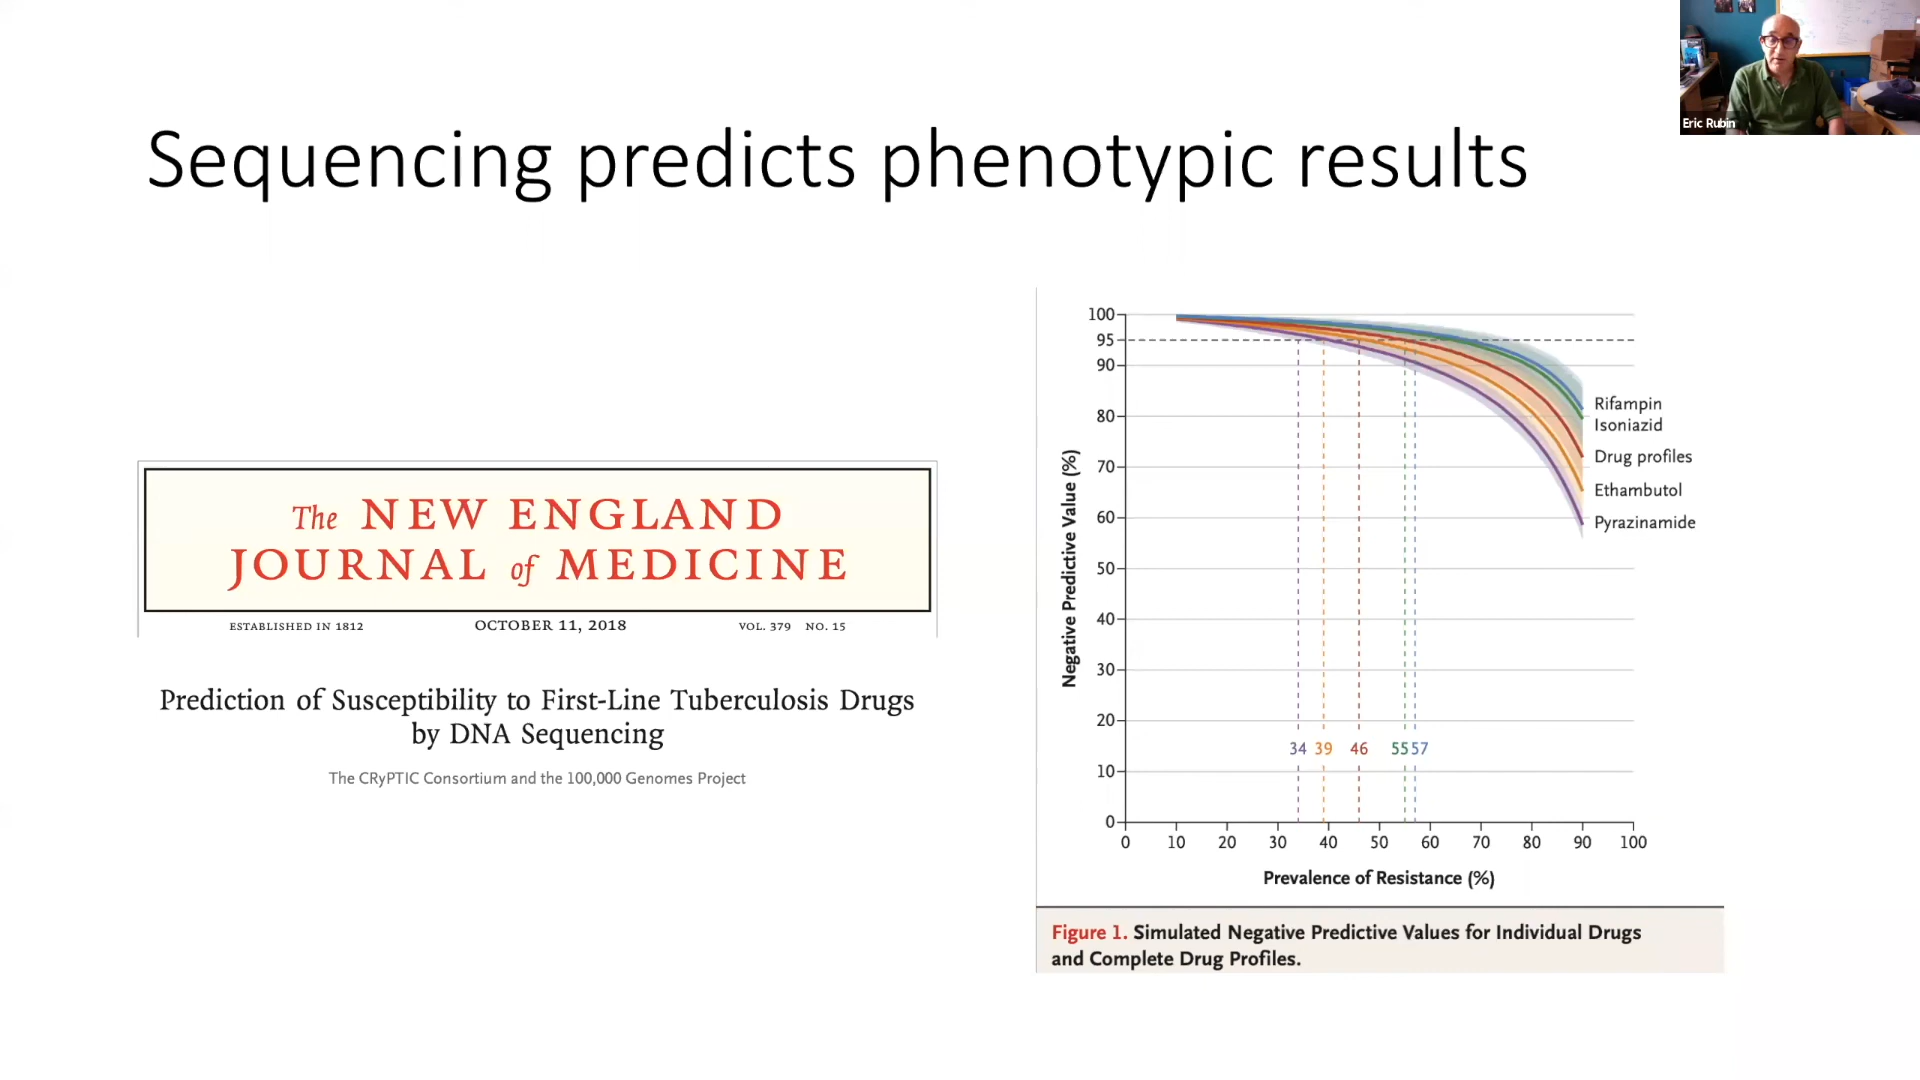 Sequencing predicts phenotypic results
Eric Rubin
The NEW ENGLAND
JOURNAL of MEDICINE
ESTABLISHED IN 1812 OCTOBER 11, 2018 VOL. 379 NO. 15
Prediction of Susceptibility to First-Line Tuberculosis Drugs
by DNA Sequencing
The CRyPTIC Consortium and the 100,000 Genomes Project
Negative Predictive Value (%)
100
95
90
80
70
60
50
40
30
20
10
0
Rifampin
Isoniazid
Drug profiles
Ethambutol
Pyrazinamide
34 39 46 55 57
0 10 20 30 40 50 60 70 80 90 100
Prevalence of Resistance (%)
Figure 1. Simulated Negative Predictive Values for Individual Drugs
and Complete Drug Profiles.